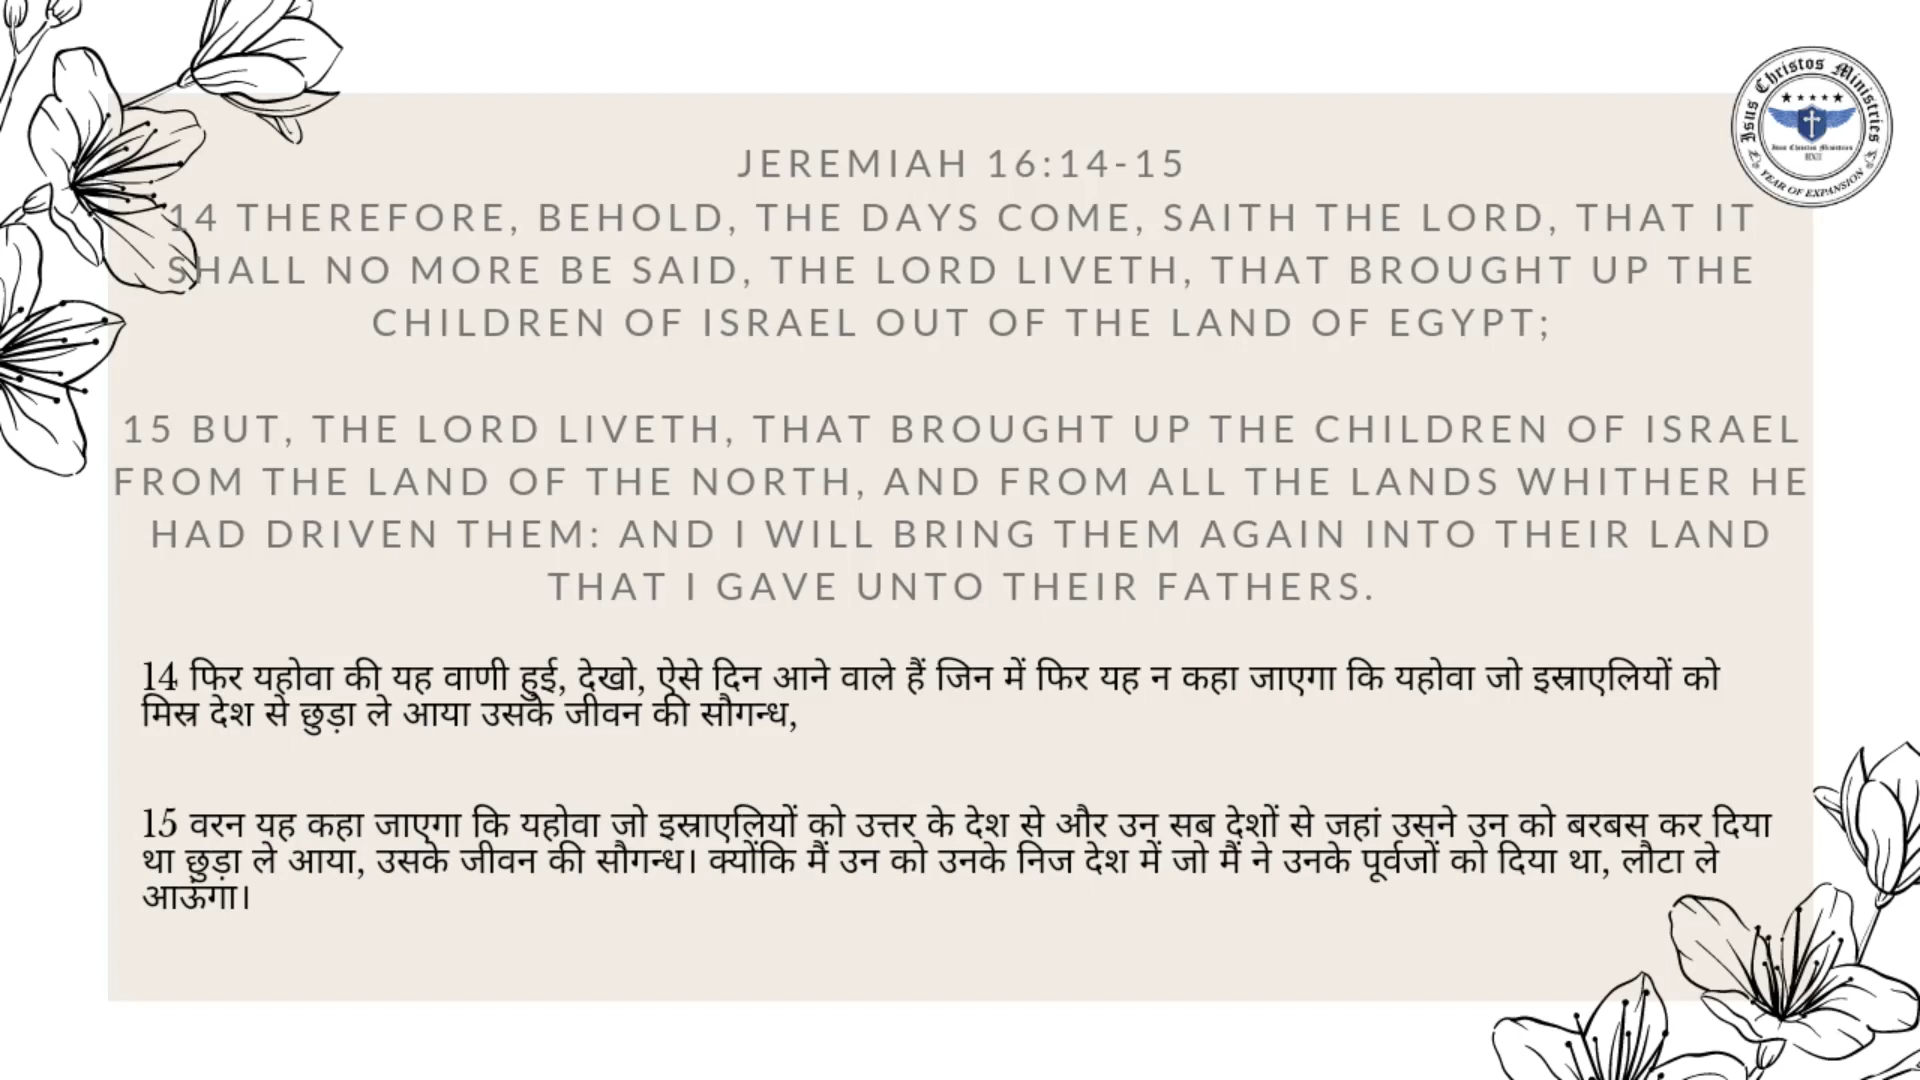 Jesus Christos Ministries
YEAR OF EXPANSION
JEREMIAH 16:14-15
14 THEREFORE, BEHOLD, THE DAYS COME, SAITH THE LORD, THAT IT
SHALL NO MORE BE SAID, THE LORD LIVETH, THAT BROUGHT UP THE
CHILDREN OF ISRAEL OUT OF THE LAND OF EGYPT;
15 BUT, THE LORD LIVETH, THAT BROUGHT UP THE CHILDREN OF ISRAEL
FROM THE LAND OF THE NORTH, AND FROM ALL THE LANDS WHITHER HE
HAD DRIVEN THEM: AND I WILL BRING THEM AGAIN INTO THEIR LAND
THAT I GAVE UNTO THEIR FATHERS.
14 फिर यहोवा की यह वाणी हुई, देखो, ऐसे दिन आने वाले हैं जिन में फिर यह न कहा जाएगा कि यहोवा जो इस्राएलियों को
मिस्र देश से छुड़ा ले आया उसके जीवन की सौगन्ध,
15 वरन यह कहा जाएगा कि यहोवा जो इस्राएलियों को उत्तर के देश से और उन सब देशों से जहां उसने उन को बरबस कर दिया
था छुड़ा ले आया, उसके जीवन की सौगन्ध। क्योंकि मैं उन को उनके निज देश में जो मैं ने उनके पूर्वजों को दिया था, लौटा ले
आऊंगा।